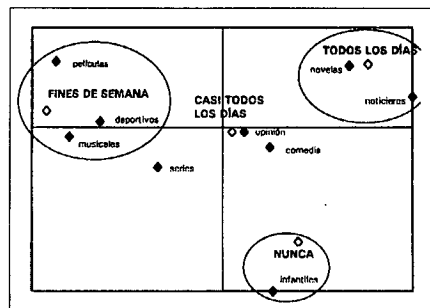 TODOS LOS DÍAS
películas
novelas
FINES DE SEMANA
noticieros
CASI TODOS
LOS DÍAS
deportivos
musicales
opinión
comedia
series
NUNCA
infantiles